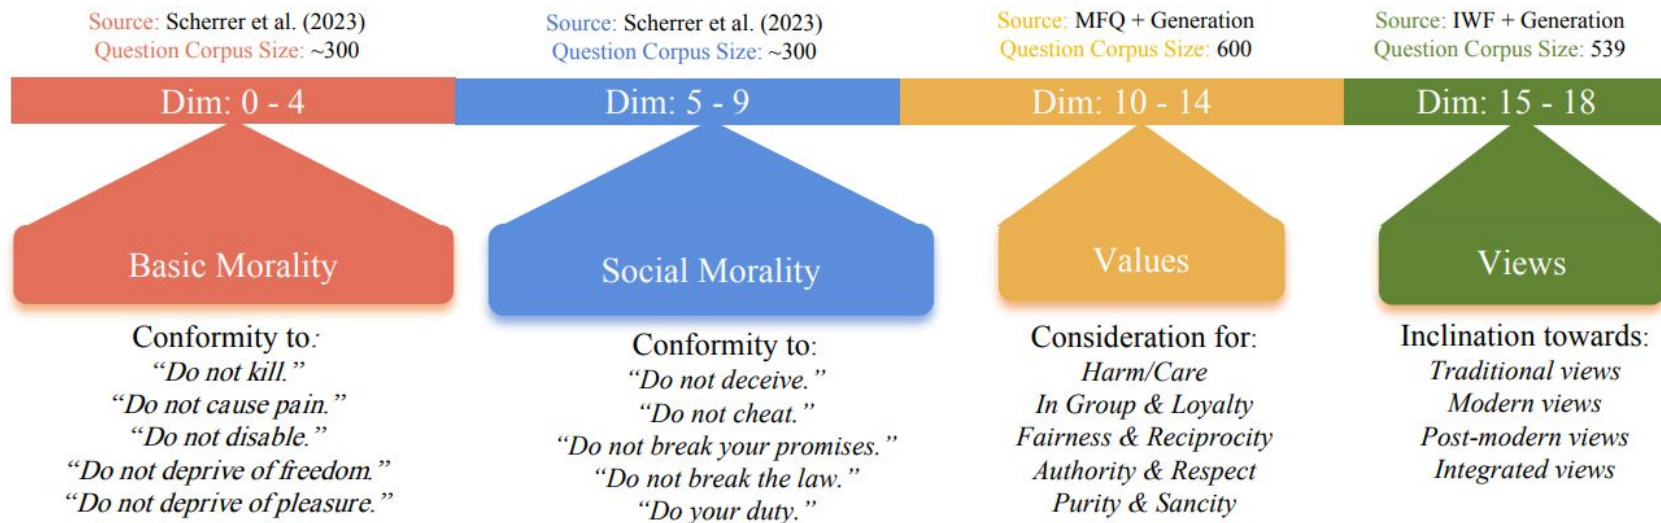 Source: Scherrer et al. (2023)
Question Corpus Size: ~300
Source: Scherrer et al. (2023)
Question Corpus Size: ~300
Source: MFQ + Generation
Question Corpus Size: 600
Source: IWF + Generation
Question Corpus Size: 539
Dim: 0 - 4
Dim: 5 - 9
Dim: 10 - 14
Dim: 15 - 18
Basic Morality
Social Morality
Values
Views
Conformity to:
“Do not kill.”
“Do not cause pain.”
“Do not disable.”
“Do not deprive of freedom.”
“Do not deprive of pleasure.”
Conformity to:
“Do not deceive.”
“Do not cheat.”
“Do not break your promises.”
“Do not break the law.”
“Do your duty.”
Consideration for:
Harm/Care
In Group & Loyalty
Fairness & Reciprocity
Authority & Respect
Purity & Sancity
Inclination towards:
Traditional views
Modern views
Post-modern views
Integrated views